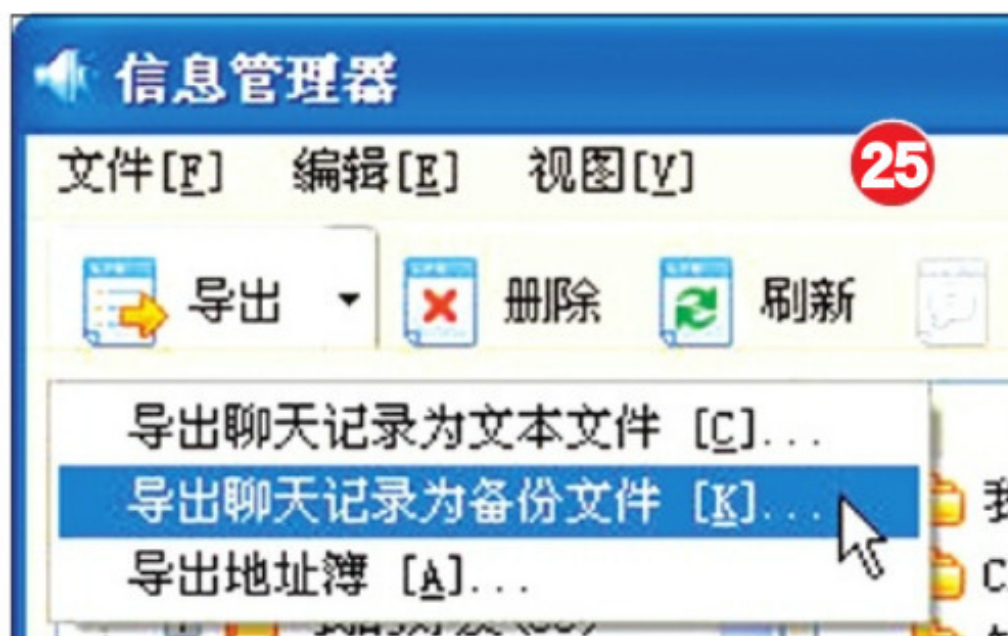 信息管理器
文件[F] 编辑[E] 视图[V] 25
导出 删除 刷新
导出聊天记录为文本文件 [C]...
导出聊天记录为备份文件 [K]...
导出地址簿 [A]...